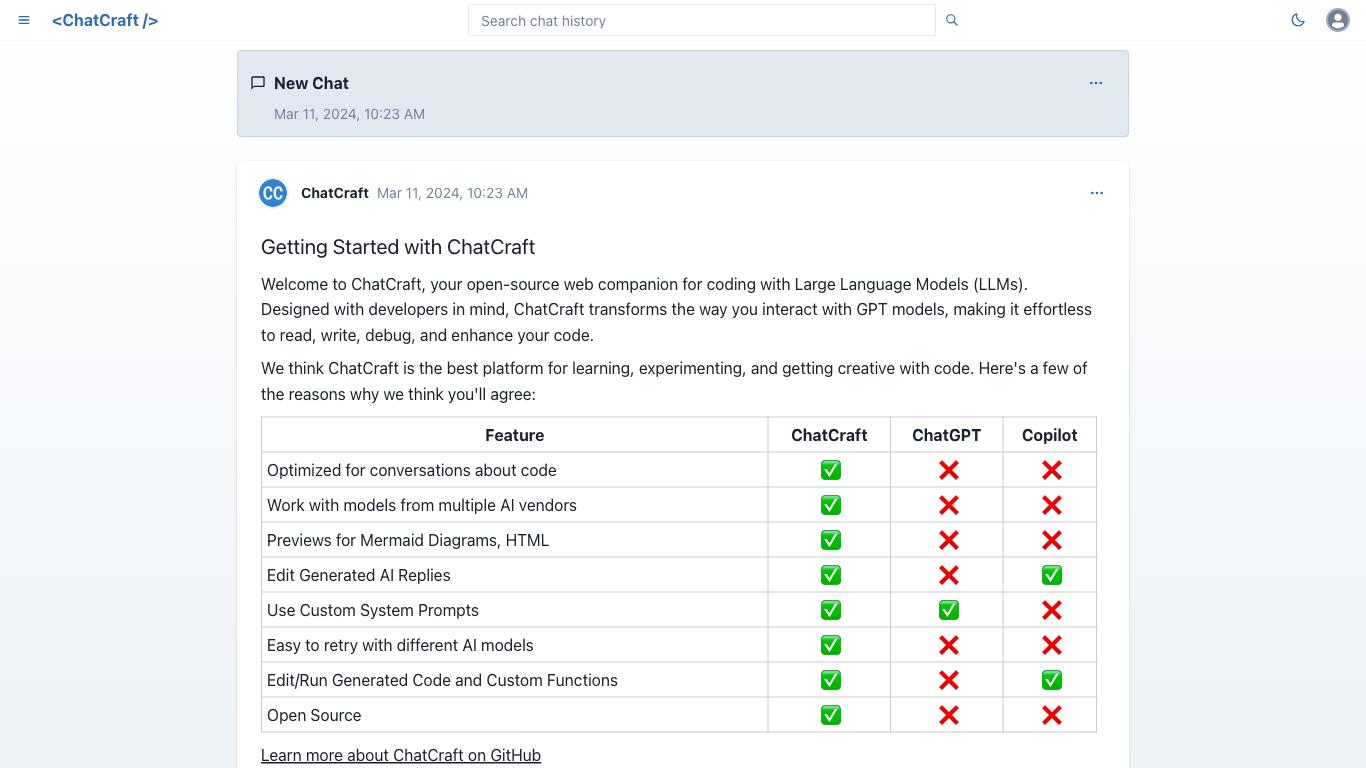 <ChatCraft />
Search chat history
New Chat
Mar 11, 2024, 10:23 AM
CC
ChatCraft Mar 11, 2024, 10:23 AM
Getting Started with ChatCraft
Welcome to ChatCraft, your open-source web companion for coding with Large Language Models (LLMs).
Designed with developers in mind, ChatCraft transforms the way you interact with GPT models, making it effortless
to read, write, debug, and enhance your code.
We think ChatCraft is the best platform for learning, experimenting, and getting creative with code. Here's a few of
the reasons why we think you'll agree:
Feature ChatCraft ChatGPT Copilot
Optimized for conversations about code ✅ ❌ ❌
Work with models from multiple AI vendors ✅ ❌ ❌
Previews for Mermaid Diagrams, HTML ✅ ❌ ❌
Edit Generated AI Replies ✅ ❌ ✅
Use Custom System Prompts ✅ ✅ ❌
Easy to retry with different AI models ✅ ❌ ❌
Edit/Run Generated Code and Custom Functions ✅ ❌ ✅
Open Source ✅ ❌ ❌
Learn more about ChatCraft on GitHub